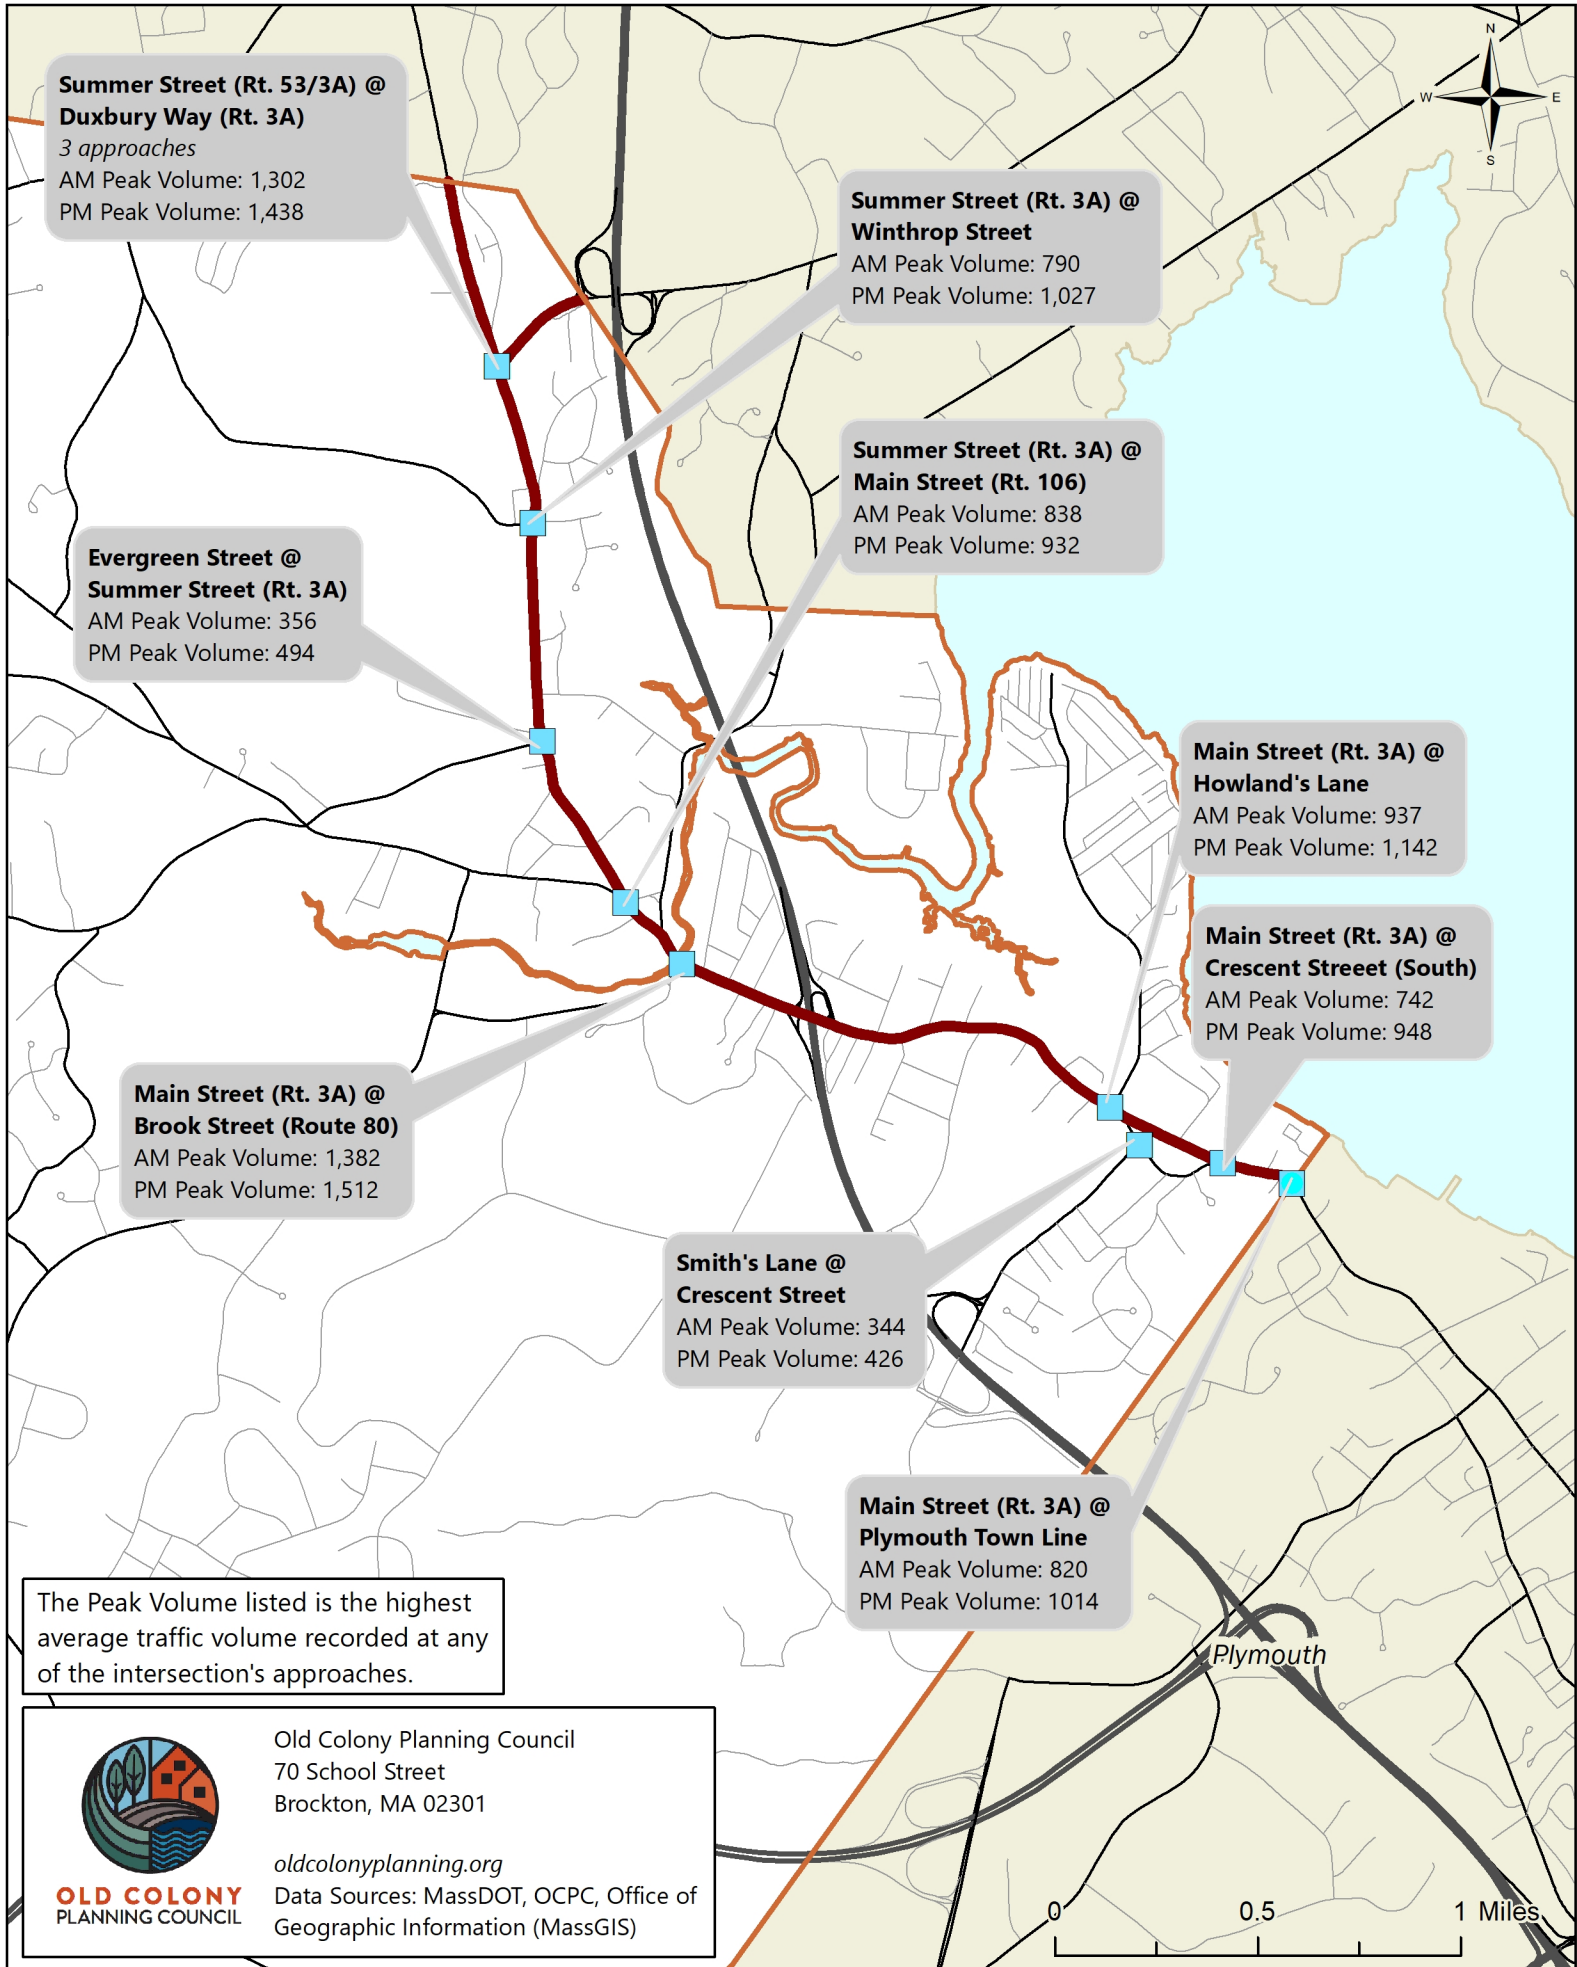 N
W
E
S
Summer Street (Rt. 53/3A) @
Duxbury Way (Rt. 3A)
3 approaches
AM Peak Volume: 1,302
PM Peak Volume: 1,438
Summer Street (Rt. 3A) @
Winthrop Street
AM Peak Volume: 790
PM Peak Volume: 1,027
Summer Street (Rt. 3A) @
Main Street (Rt. 106)
AM Peak Volume: 838
PM Peak Volume: 932
Evergreen Street @
Summer Street (Rt. 3A)
AM Peak Volume: 356
PM Peak Volume: 494
Main Street (Rt. 3A) @
Howland's Lane
AM Peak Volume: 937
PM Peak Volume: 1,142
Main Street (Rt. 3A) @
Crescent Streeet (South)
AM Peak Volume: 742
PM Peak Volume: 948
Main Street (Rt. 3A) @
Brook Street (Route 80)
AM Peak Volume: 1,382
PM Peak Volume: 1,512
Smith's Lane @
Crescent Street
AM Peak Volume: 344
PM Peak Volume: 426
Main Street (Rt. 3A) @
Plymouth Town Line
AM Peak Volume: 820
PM Peak Volume: 1014
Plymouth
The Peak Volume listed is the highest
average traffic volume recorded at any
of the intersection's approaches.
OLD COLONY
PLANNING COUNCIL
Old Colony Planning Council
70 School Street
Brockton, MA 02301
oldcolonyplanning.org
Data Sources: MassDOT, OCPC, Office of
Geographic Information (MassGIS)
0 0.5 1 Miles